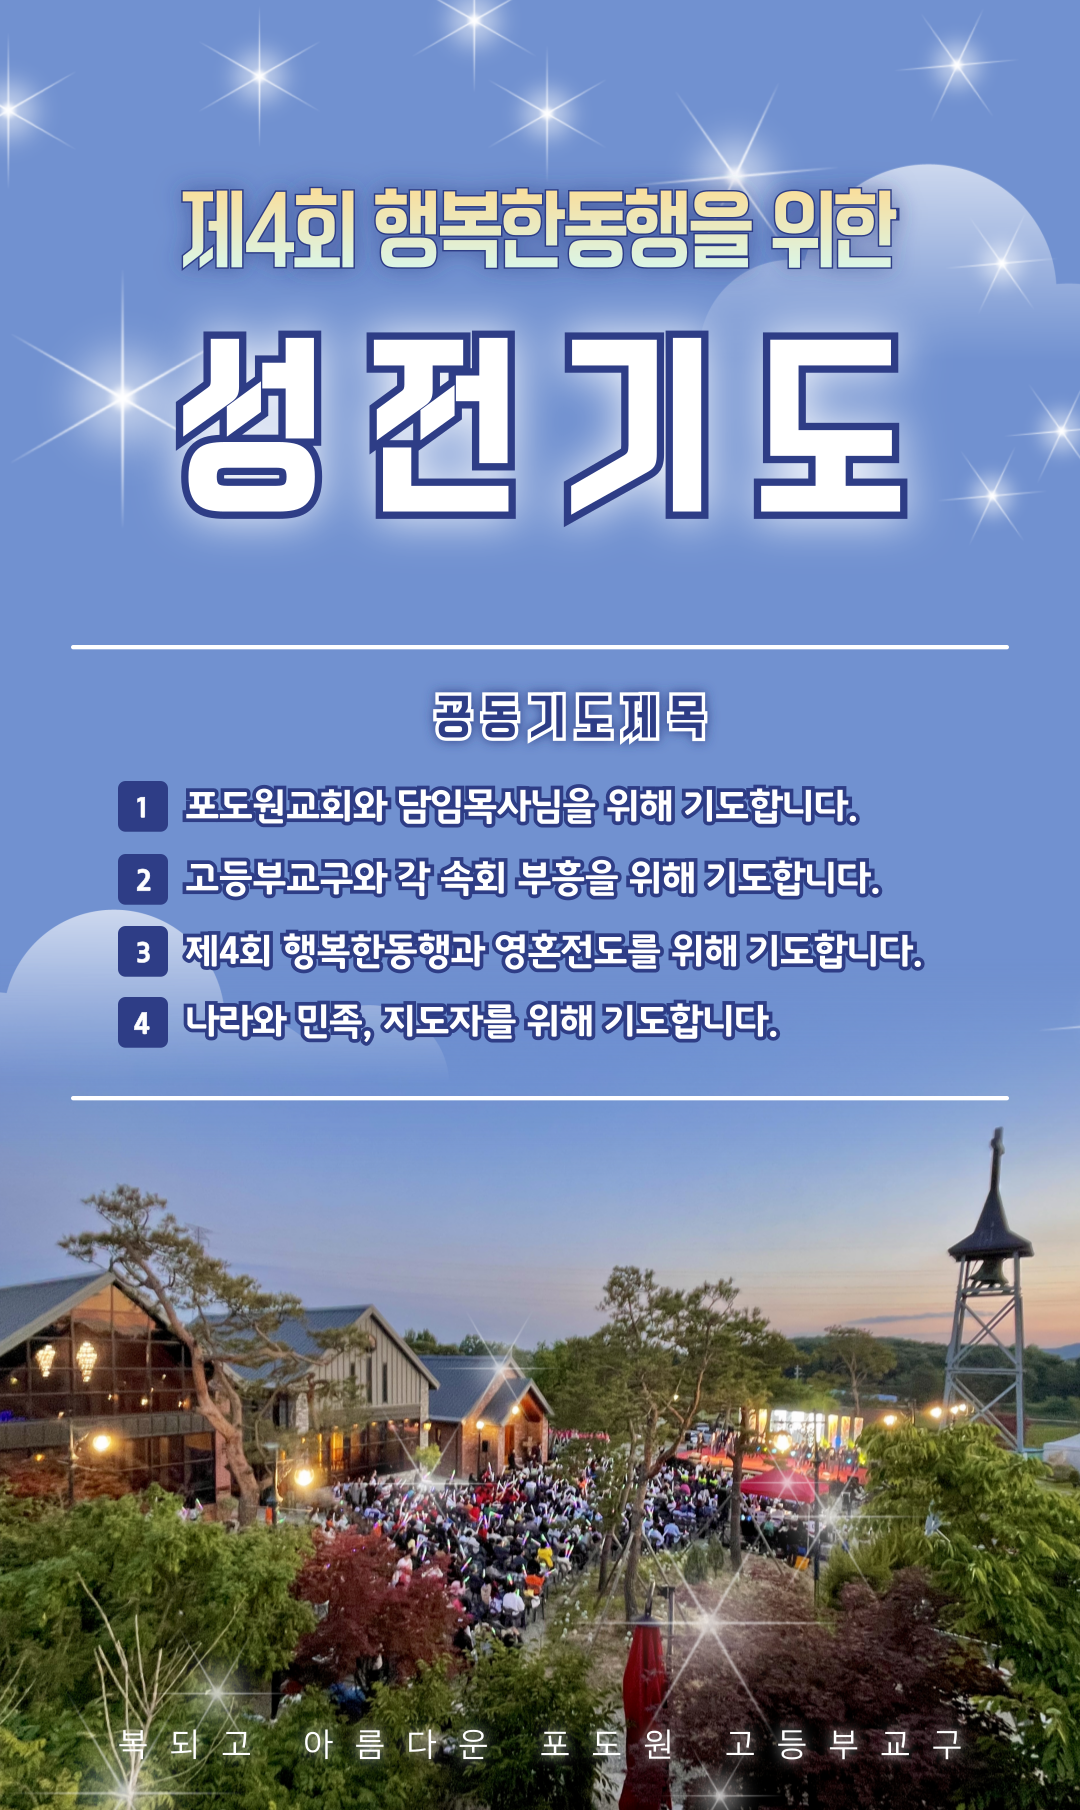 제4회 행복한동행을 위한
성전기도
공동기도제목
1 포도원교회와 담임목사님을 위해 기도합니다.
2 고등부교구와 각 속회 부흥을 위해 기도합니다.
3 제4회 행복한동행과 영혼전도를 위해 기도합니다.
4 나라와 민족, 지도자를 위해 기도합니다.
복되고 아름다운 포도원 고등부교구